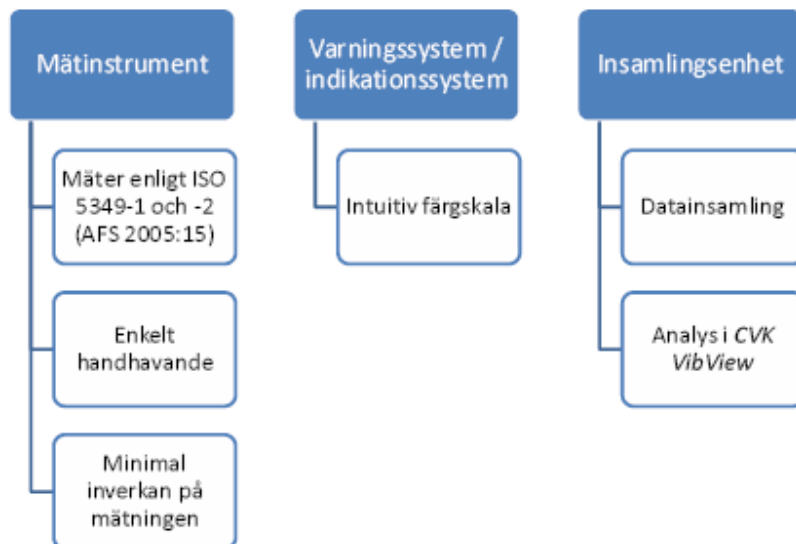 Mätinstrument
Mäter enligt ISO
5349-1 och -2
(AFS 2005:15)
Enkelt
handhavande
Minimal
inverkan på
mätningen
Varningssystem /
indikationssystem
Intuitiv färgskala
Insamlingsenhet
Datainsamling
Analys i CVK
VibView